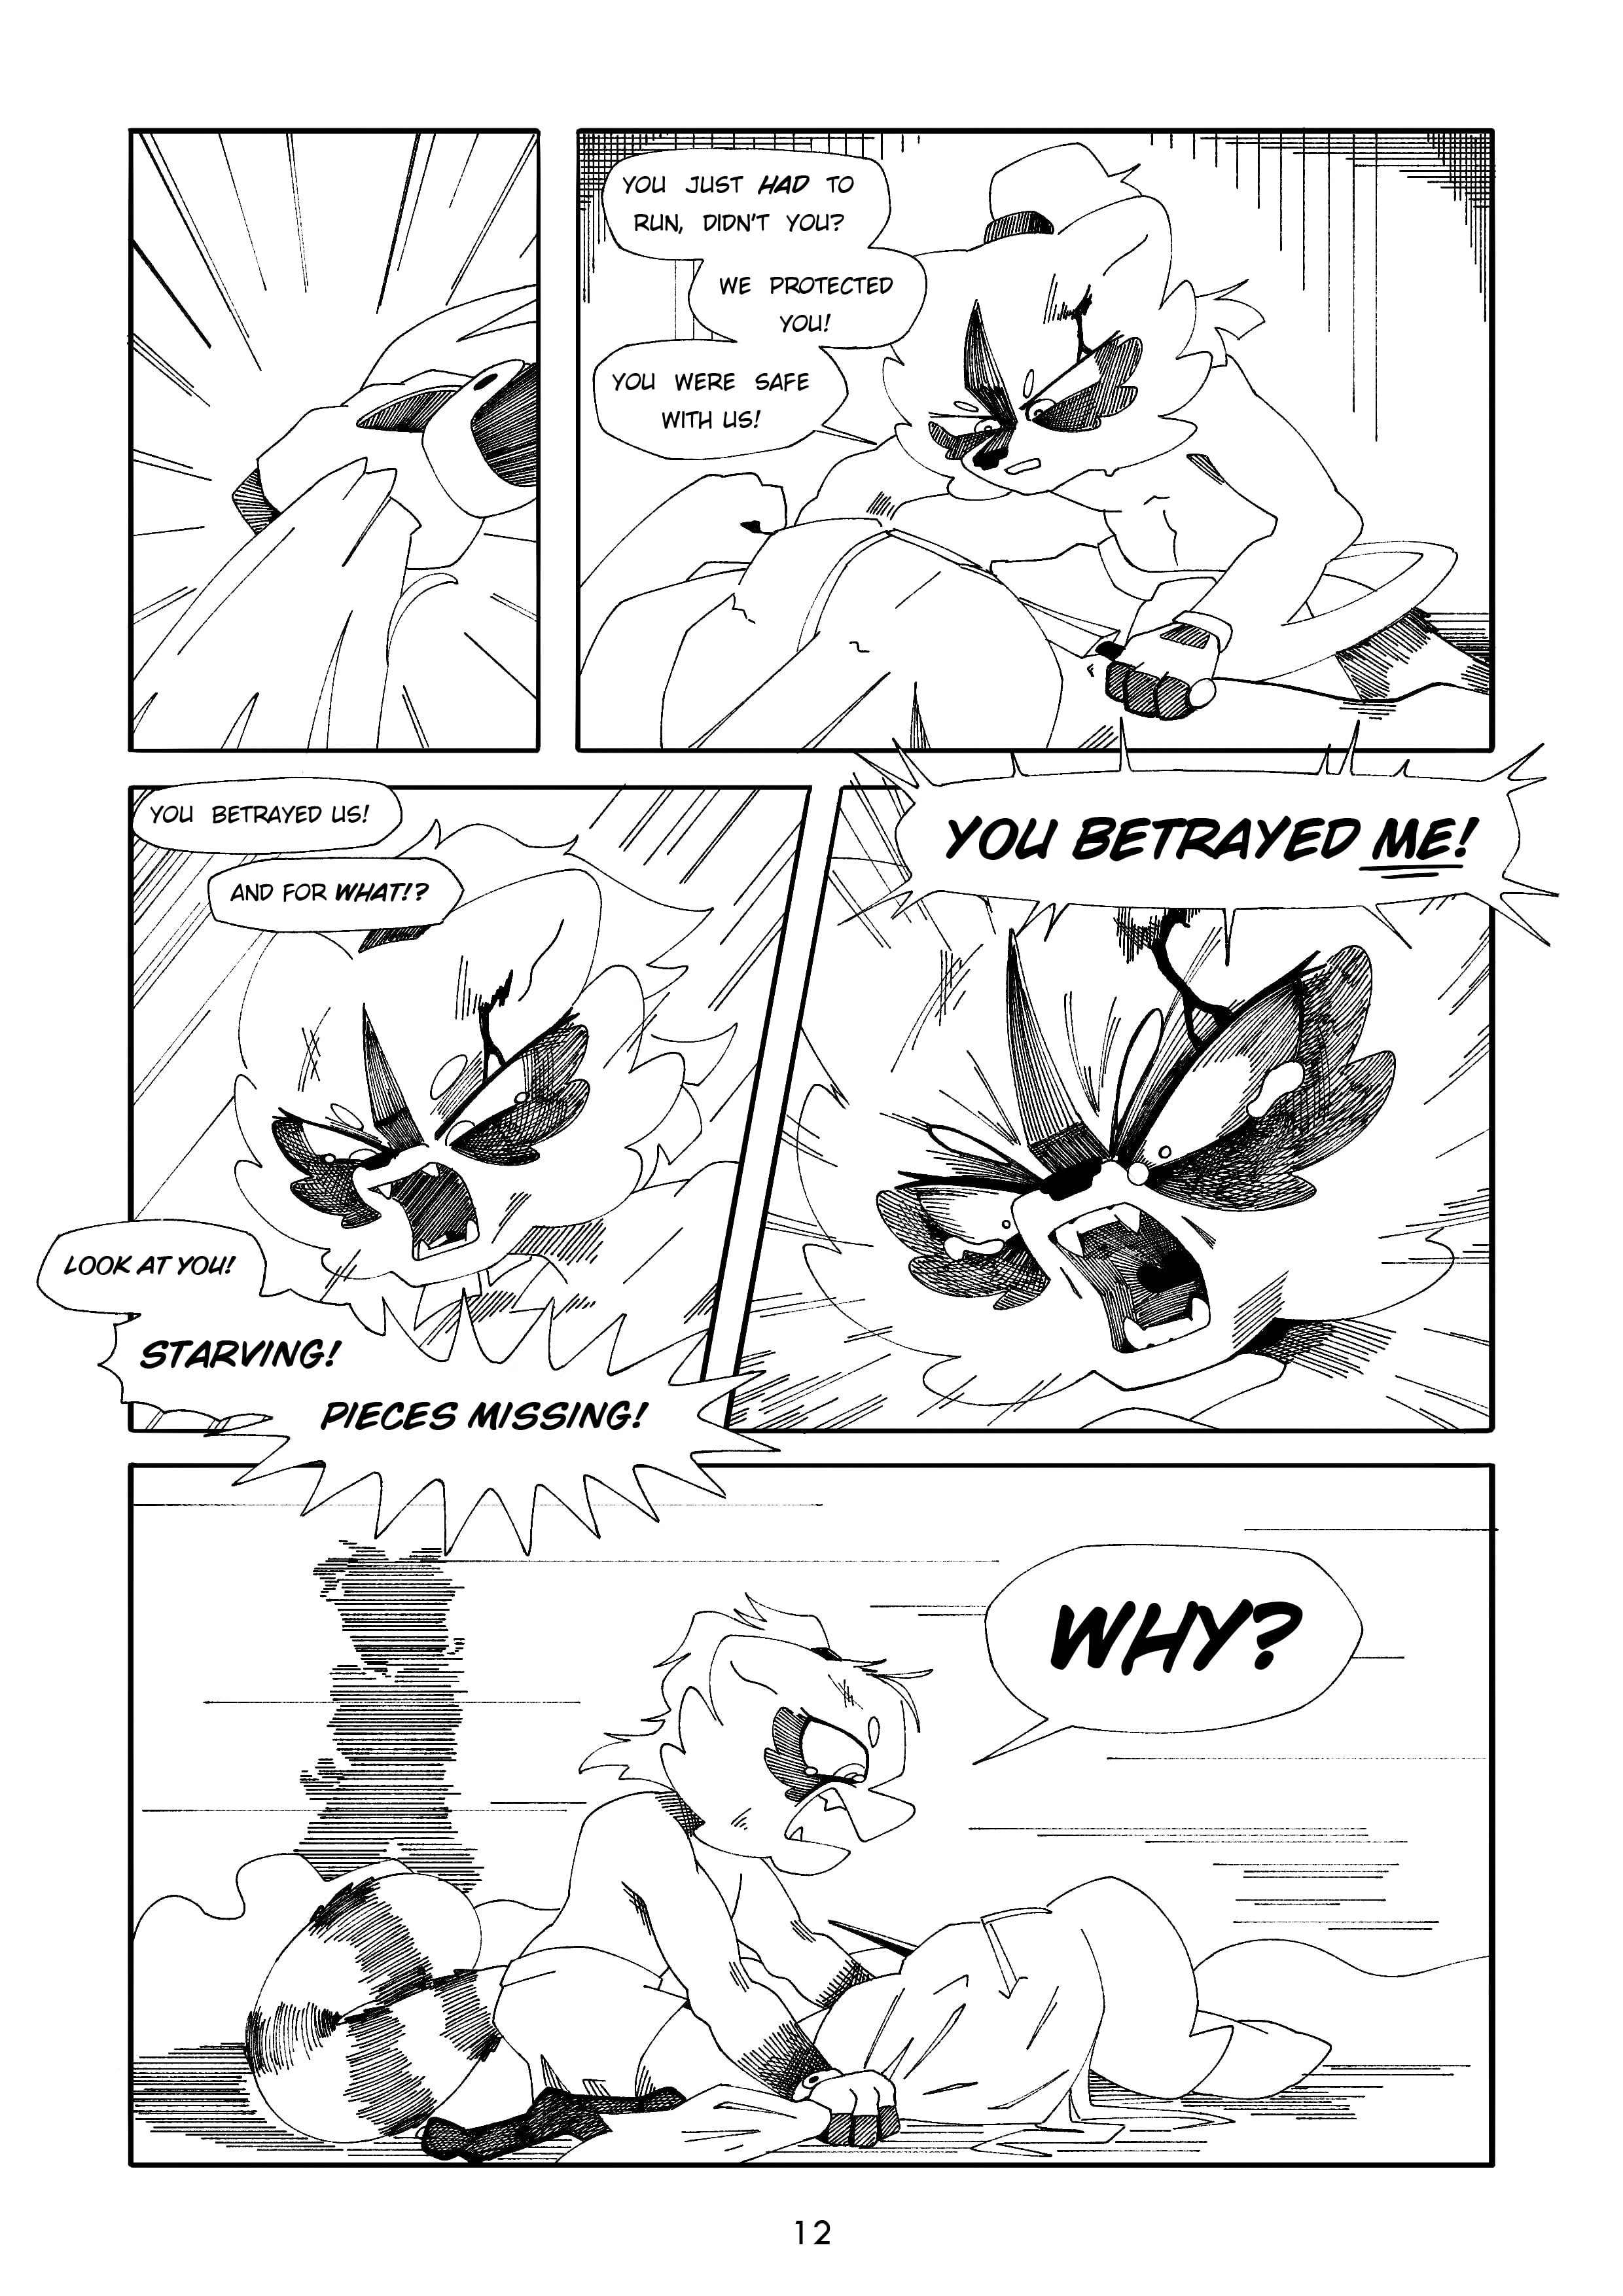 YOU JUST HAD TO
RUN, DIDN'T YOU?
WE PROTECTED
YOU!
YOU WERE SAFE
WITH US!
YOU BETRAYED US!
AND FOR WHAT!?
LOOK AT YOU!
STARVING!
PIECES MISSING!
YOU BETRAYED ME!
WHY?
12